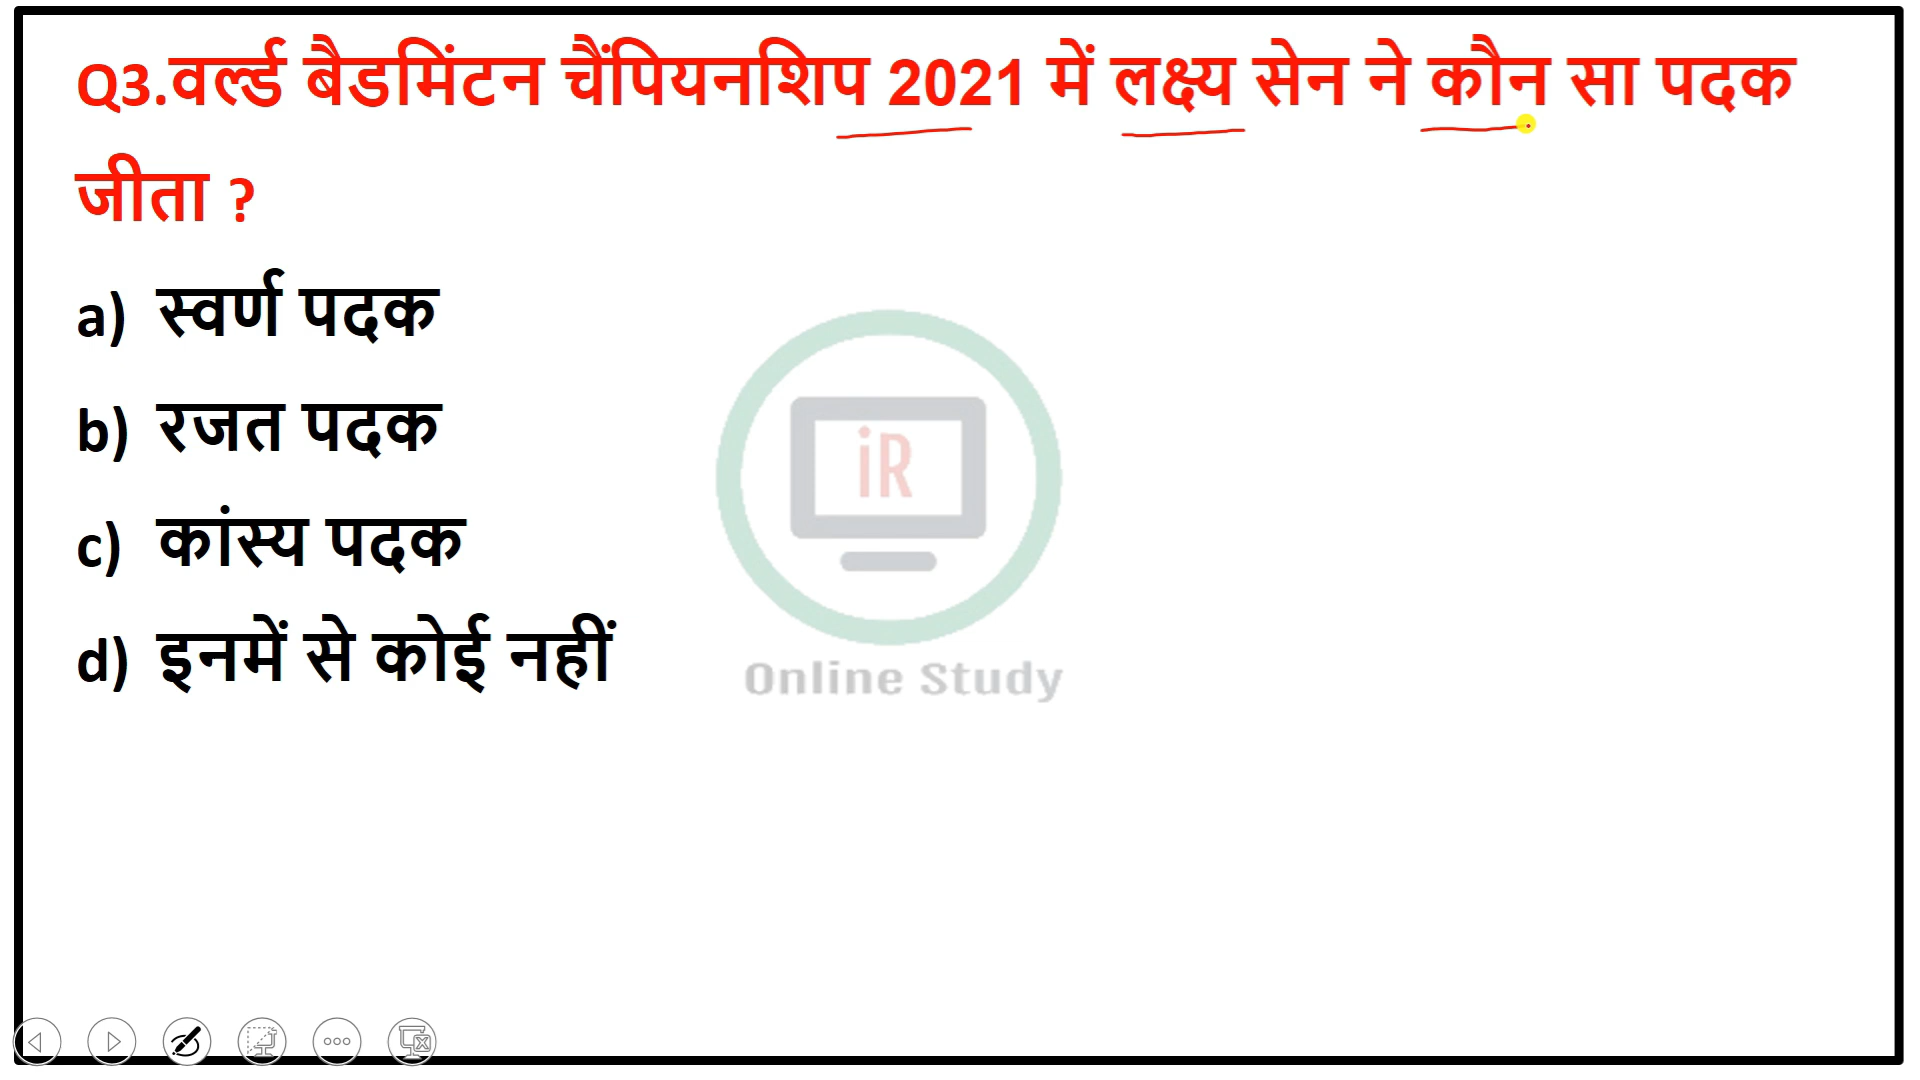 Q3.वर्ल्ड बैडमिंटन चैंपियनशिप 2021 में लक्ष्य सेन ने कौन सा पदक
जीता ?
a) स्वर्ण पदक
b) रजत पदक
c) कांस्य पदक
d) इनमें से कोई नहीं
iR
Online Study